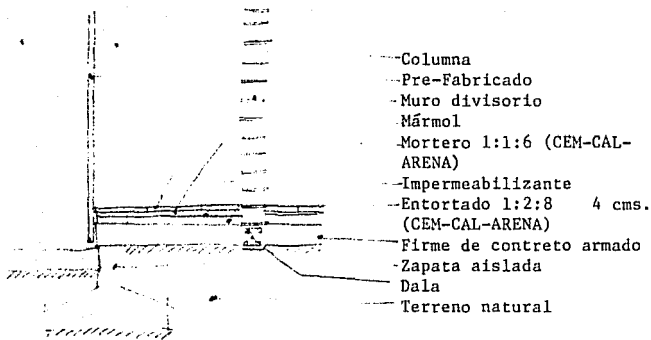 Columna
Pre-Fabricado
Muro divisorio
Mármol
Mortero 1:1:6 (CEM-CAL-
ARENA)
Impermeabilizante
Entortado 1:2:8 4 cms.
(CEM-CAL-ARENA)
Firme de contreto armado
Zapata aislada
Dala
Terreno natural